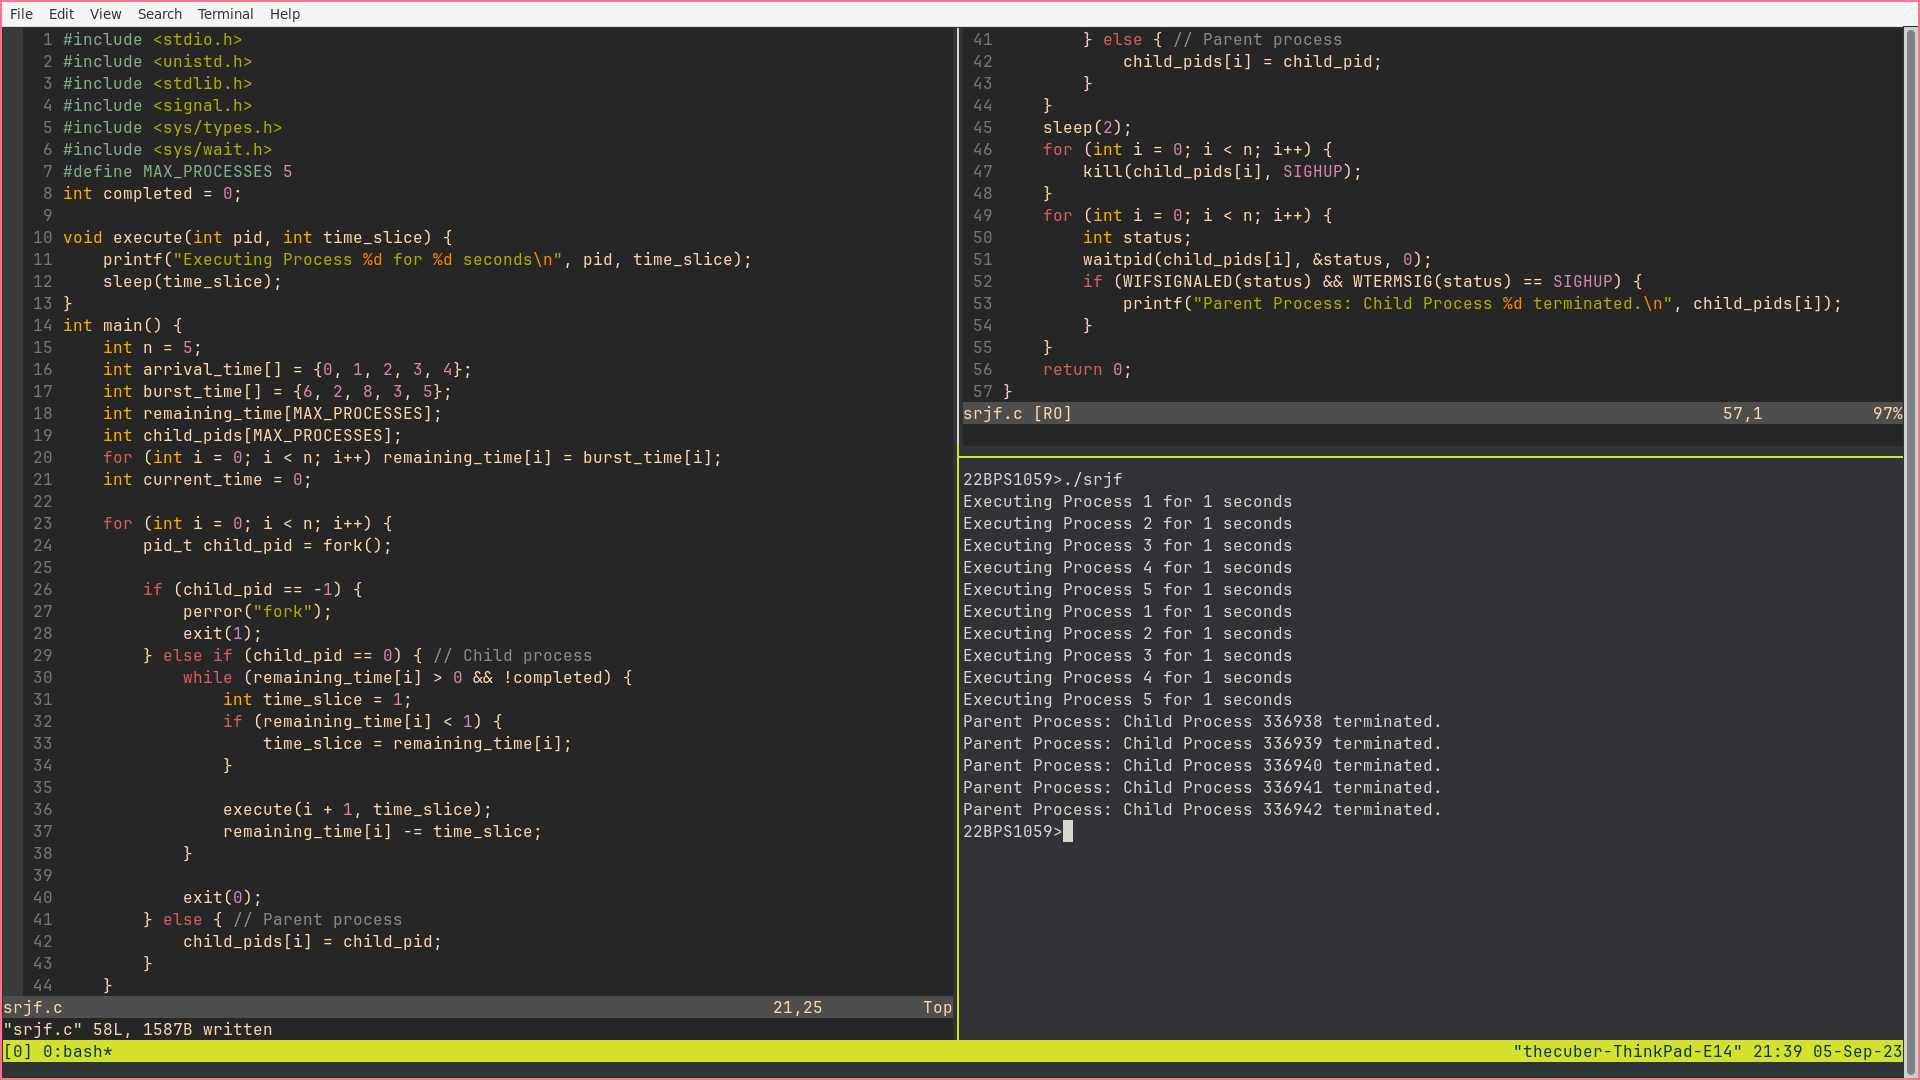 File Edit View Search Terminal Help
1 #include <stdio.h>
2 #include <unistd.h>
3 #include <stdlib.h>
4 #include <signal.h>
5 #include <sys/types.h>
6 #include <sys/wait.h>
7 #define MAX_PROCESSES 5
8 int completed = 0;
9
10 void execute(int pid, int time_slice) {
11     printf("Executing Process %d for %d seconds\n", pid, time_slice);
12     sleep(time_slice);
13 }
14 int main() {
15     int n = 5;
16     int arrival_time[] = {0, 1, 2, 3, 4};
17     int burst_time[] = {6, 2, 8, 3, 5};
18     int remaining_time[MAX_PROCESSES];
19     int child_pids[MAX_PROCESSES];
20     for (int i = 0; i < n; i++) remaining_time[i] = burst_time[i];
21     int current_time = 0;
22
23     for (int i = 0; i < n; i++) {
24         pid_t child_pid = fork();
25
26         if (child_pid == -1) {
27             perror("fork");
28             exit(1);
29         } else if (child_pid == 0) { // Child process
30             while (remaining_time[i] > 0 && !completed) {
31                 int time_slice = 1;
32                 if (remaining_time[i] < 1) {
33                     time_slice = remaining_time[i];
34                 }
35
36                 execute(i + 1, time_slice);
37                 remaining_time[i] -= time_slice;
38             }
39
40             exit(0);
41         } else { // Parent process
42             child_pids[i] = child_pid;
43         }
44     }
srjf.c 21,25 Top
"srjf.c" 58L, 1587B written
41         } else { // Parent process
42             child_pids[i] = child_pid;
43         }
44     }
45     sleep(2);
46     for (int i = 0; i < n; i++) {
47         kill(child_pids[i], SIGHUP);
48     }
49     for (int i = 0; i < n; i++) {
50         int status;
51         waitpid(child_pids[i], &status, 0);
52         if (WIFSIGNALED(status) && WTERMSIG(status) == SIGHUP) {
53             printf("Parent Process: Child Process %d terminated.\n", child_pids[i]);
54         }
55     }
56     return 0;
57 }
srjf.c [RO] 57,1 97%
22BPS1059>./srjf
Executing Process 1 for 1 seconds
Executing Process 2 for 1 seconds
Executing Process 3 for 1 seconds
Executing Process 4 for 1 seconds
Executing Process 5 for 1 seconds
Executing Process 1 for 1 seconds
Executing Process 2 for 1 seconds
Executing Process 3 for 1 seconds
Executing Process 4 for 1 seconds
Executing Process 5 for 1 seconds
Parent Process: Child Process 336938 terminated.
Parent Process: Child Process 336939 terminated.
Parent Process: Child Process 336940 terminated.
Parent Process: Child Process 336941 terminated.
Parent Process: Child Process 336942 terminated.
22BPS1059>
[0] 0:bash* "thecuber-ThinkPad-E14" 21:39 05-Sep-23